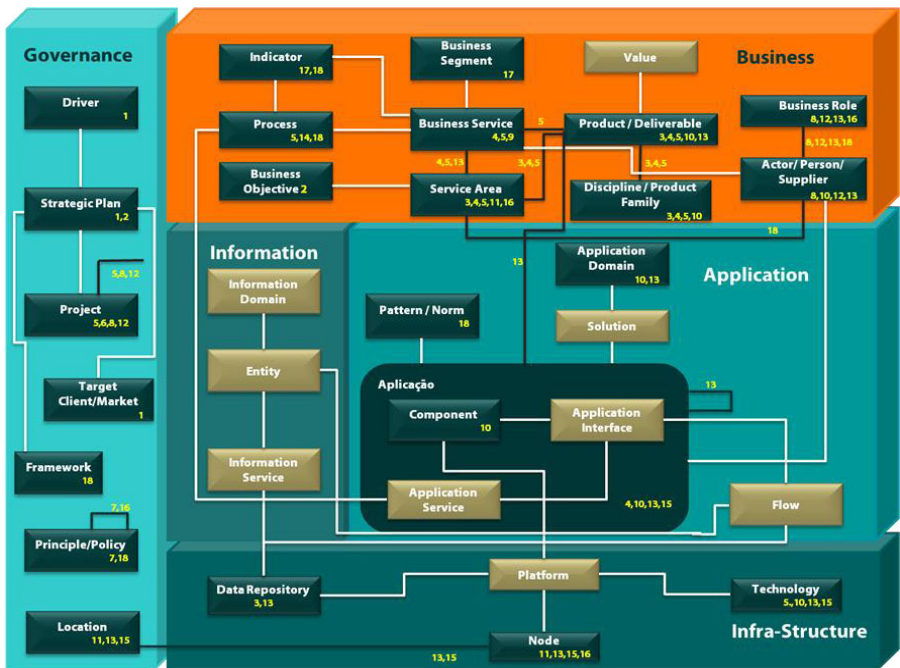 Governance
Driver
1
Strategic Plan
1,2
5,8,12
Project
5,6,8,12
Target
Client/Market
1
Framework
18
7,16
Principle/Policy
7,18
Location
11,13,15
Business
Indicator
17,18
Business
Segment
17
Value
Process
5,14,18
Business Service
4,5,9
5
Product / Deliverable
3,4,5,10,13
Business Role
8,12,13,16
8,12,13,18
4,5,13
3,4,5
3,4,5
Business
Objective 2
Service Area
3,4,5,11,16
Discipline / Product
Family
3,4,5,10
Actor/ Person/
Supplier
8,10,12,13
18
13
Information
Information
Domain
Entity
Information
Service
Application
Application
Domain
10,13
Pattern / Norm
18
Solution
Aplicação
13
Component
10
Application
Interface
Application
Service
4,10,13,15
Flow
Infra-Structure
Data Repository
3,13
Platform
Technology
5,,10,13,15
Node
11,13,15,16
13,15